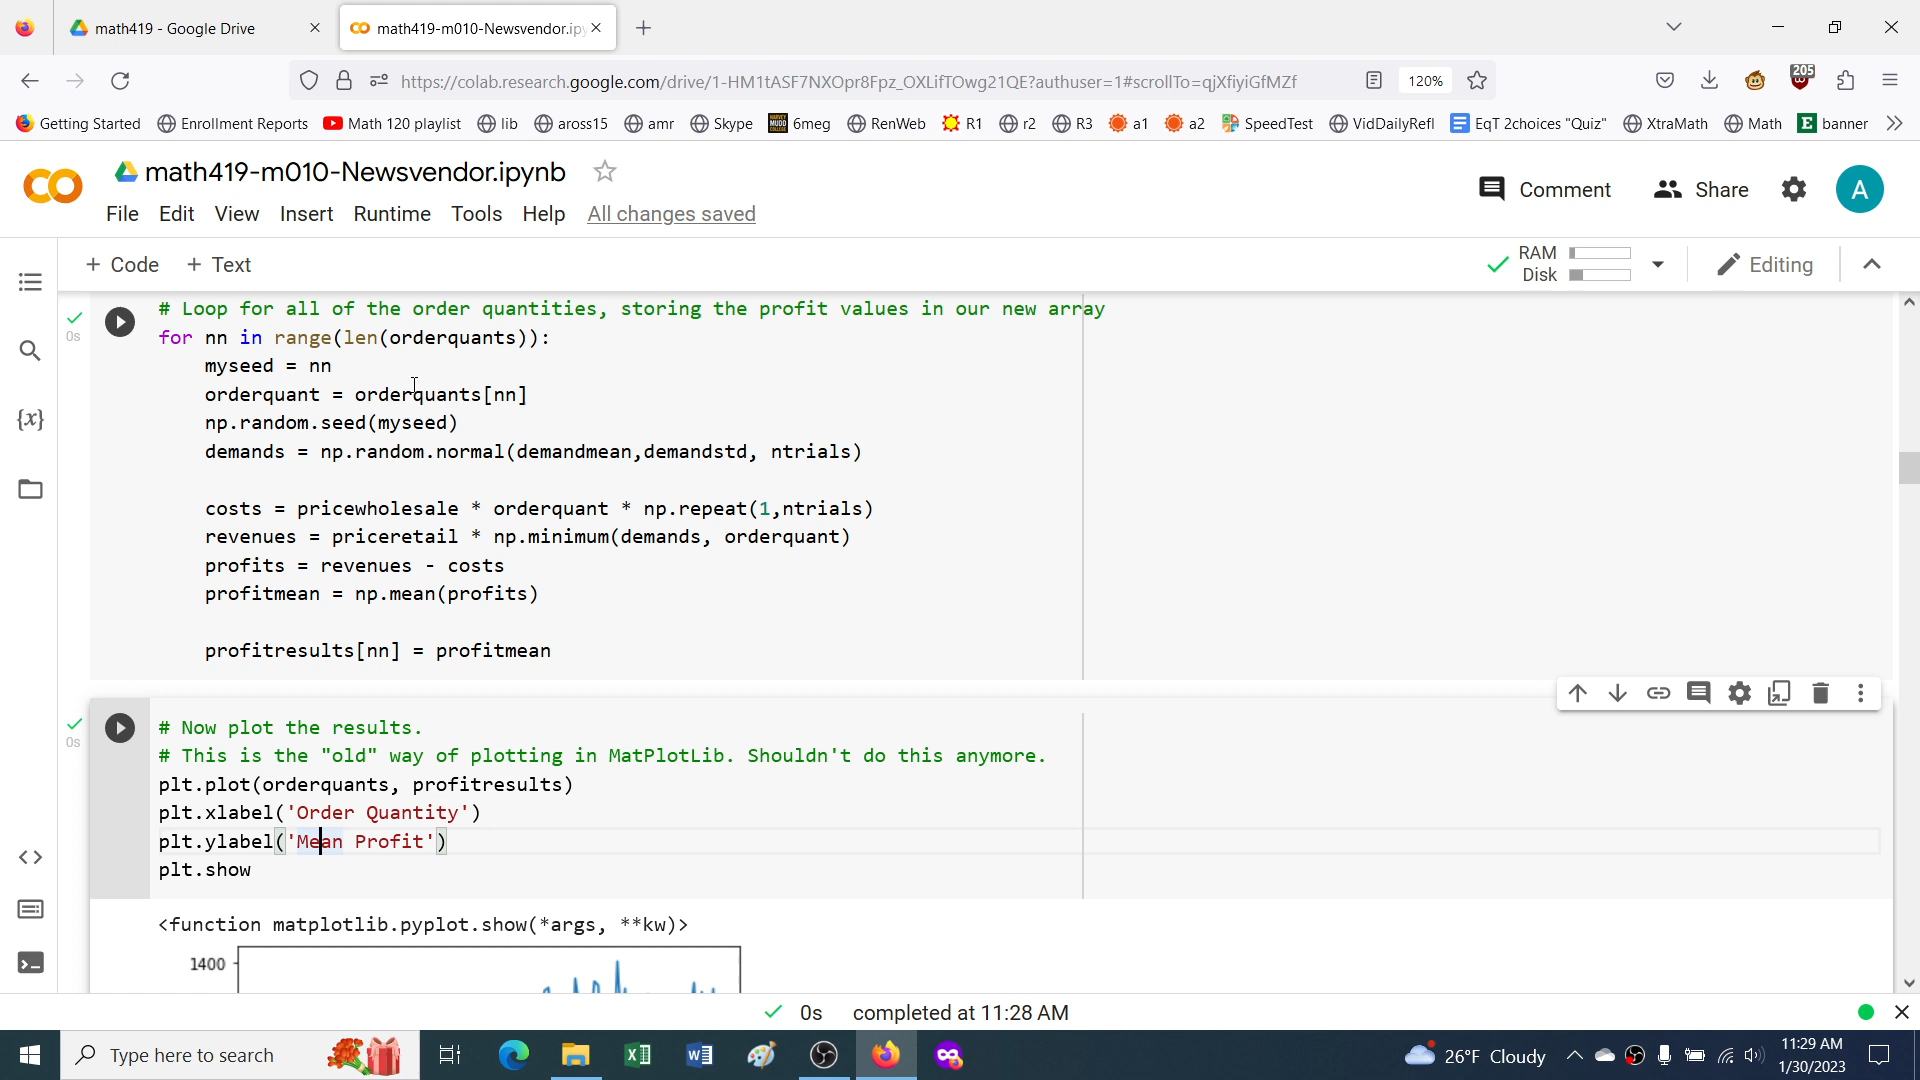 math419 - Google Drive
math419-m010-Newsvendor.ipy
https://colab.research.google.com/drive/1-HM1tASF7NXOpr8Fpz_OXLifTOwg21QE?authuser=1#scrollTo=qjXfiyiGfMZf
120%
205
Getting Started
Enrollment Reports
Math 120 playlist
lib
aross15
amr
Skype
6meg
RenWeb
R1
r2
R3
a1
a2
SpeedTest
VidDailyRefl
EqT 2choices "Quiz"
XtraMath
Math
banner
math419-m010-Newsvendor.ipynb
Comment
Share
A
File Edit View Insert Runtime Tools Help All changes saved
+ Code + Text
RAM
Disk
Editing
# Loop for all of the order quantities, storing the profit values in our new array
0s
for nn in range(len(orderquants)):
myseed = nn
orderquant = orderquants[nn]
np.random.seed(myseed)
demands = np.random.normal(demandmean,demandstd, ntrials)
costs = pricewholesale * orderquant * np.repeat(1,ntrials)
revenues = priceretail * np.minimum(demands, orderquant)
profits = revenues - costs
profitmean = np.mean(profits)
profitresults[nn] = profitmean
# Now plot the results.
0s
# This is the "old" way of plotting in MatPlotLib. Shouldn't do this anymore.
plt.plot(orderquants, profitresults)
plt.xlabel('Order Quantity')
plt.ylabel('Mean Profit')
plt.show
<function matplotlib.pyplot.show(*args, **kw)>
1400
0s completed at 11:28 AM
Type here to search
26°F Cloudy
11:29 AM
1/30/2023